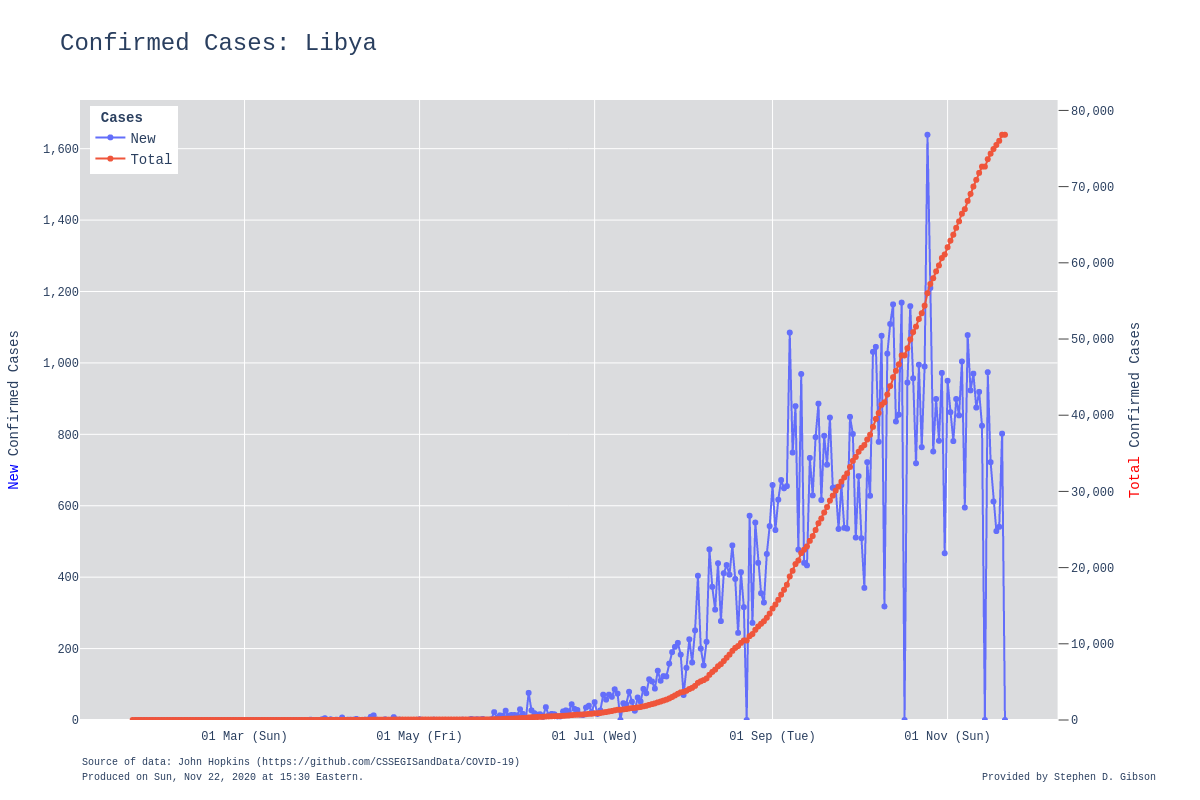 Confirmed Cases: Libya
Cases
New
Total
1,600
1,400
1,200
1,000
800
600
400
200
0
80,000
70,000
60,000
50,000
40,000
30,000
20,000
10,000
0
New Confirmed Cases
Total Confirmed Cases
01 Mar (Sun)
01 May (Fri)
01 Jul (Wed)
01 Sep (Tue)
01 Nov (Sun)
Source of data: John Hopkins (https://github.com/CSSEGISandData/COVID-19)
Produced on Sun, Nov 22, 2020 at 15:30 Eastern.
Provided by Stephen D. Gibson